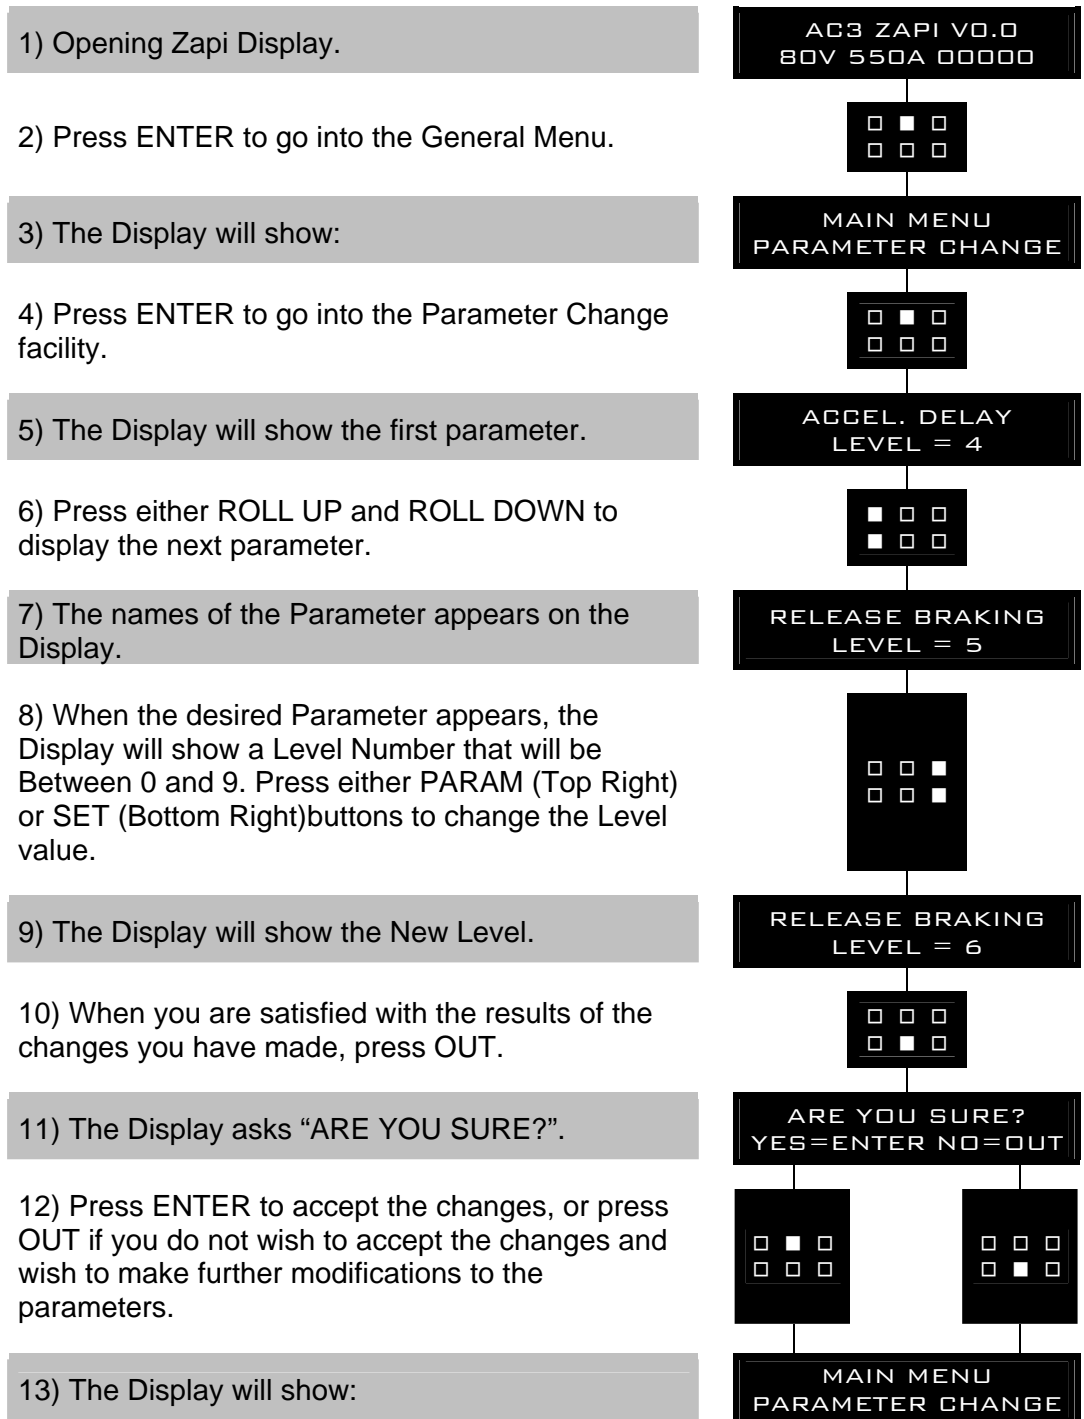 1) Opening Zapi Display.
AC3 ZAPI V0.0
80V 550A 00000
2) Press ENTER to go into the General Menu.
3) The Display will show:
MAIN MENU
PARAMETER CHANGE
4) Press ENTER to go into the Parameter Change
facility.
5) The Display will show the first parameter.
ACCEL. DELAY
LEVEL = 4
6) Press either ROLL UP and ROLL DOWN to
display the next parameter.
7) The names of the Parameter appears on the
Display.
RELEASE BRAKING
LEVEL = 5
8) When the desired Parameter appears, the
Display will show a Level Number that will be
Between 0 and 9. Press either PARAM (Top Right)
or SET (Bottom Right)buttons to change the Level
value.
9) The Display will show the New Level.
RELEASE BRAKING
LEVEL = 6
10) When you are satisfied with the results of the
changes you have made, press OUT.
11) The Display asks “ARE YOU SURE?”.
ARE YOU SURE?
YES=ENTER NO=OUT
12) Press ENTER to accept the changes, or press
OUT if you do not wish to accept the changes and
wish to make further modifications to the
parameters.
13) The Display will show:
MAIN MENU
PARAMETER CHANGE